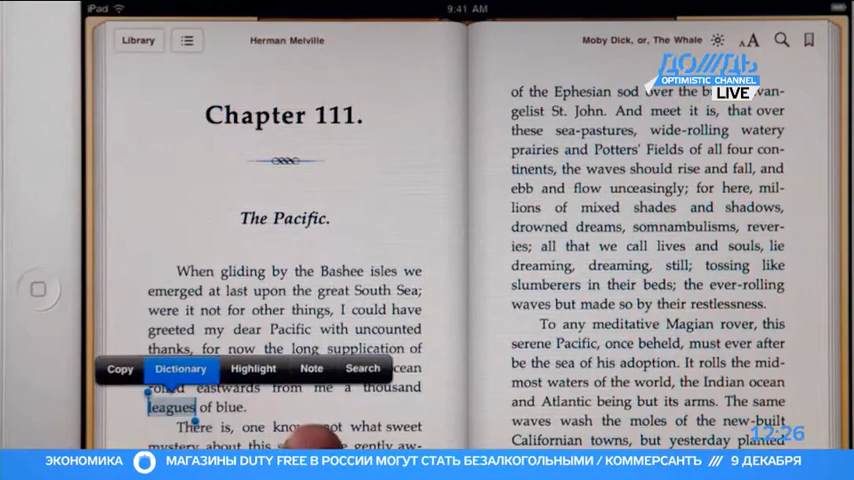 iPad
9:41 AM
Library
Herman Melville
Moby Dick, or, The Whale
AA
ДОЖДЬ
OPTIMISTIC CHANNEL
LIVE
Chapter 111.
The Pacific.
When gliding by the Bashee isles we
emerged at last upon the great South Sea;
were it not for other things, I could have
greeted my dear Pacific with uncounted
thanks, for now the long supplication of
Copy
Dictionary
Highlight
Note
Search
eastwards from me a thousand
leagues of blue.
There is, one not what sweet
mystery about this gently aw-
of the Ephesian sod over the van-
gelist St. John. And meet it is, that over
these sea-pastures, wide-rolling watery
prairies and Potters' Fields of all four con-
tinents, the waves should rise and fall, and
ebb and flow unceasingly; for here, mil-
lions of mixed shades and shadows,
drowned dreams, somnambulisms, rever-
ies; all that we call lives and souls, lie
dreaming, dreaming, still; tossing like
slumberers in their beds; the ever-rolling
waves but made so by their restlessness.
To any meditative Magian rover, this
serene Pacific, once beheld, must ever after
be the sea of his adoption. It rolls the mid-
most waters of the world, the Indian ocean
and Atlantic being but its arms. The same
waves wash the moles of the new-built
Californian towns, but yesterday planted
12:26
ЭКОНОМИКА МАГАЗИНЫ DUTY FREE В РОССИИ МОГУТ СТАТЬ БЕЗАЛКОГОЛЬНЫМИ / КОММЕРСАНТЪ /// 9 ДЕКАБРЯ